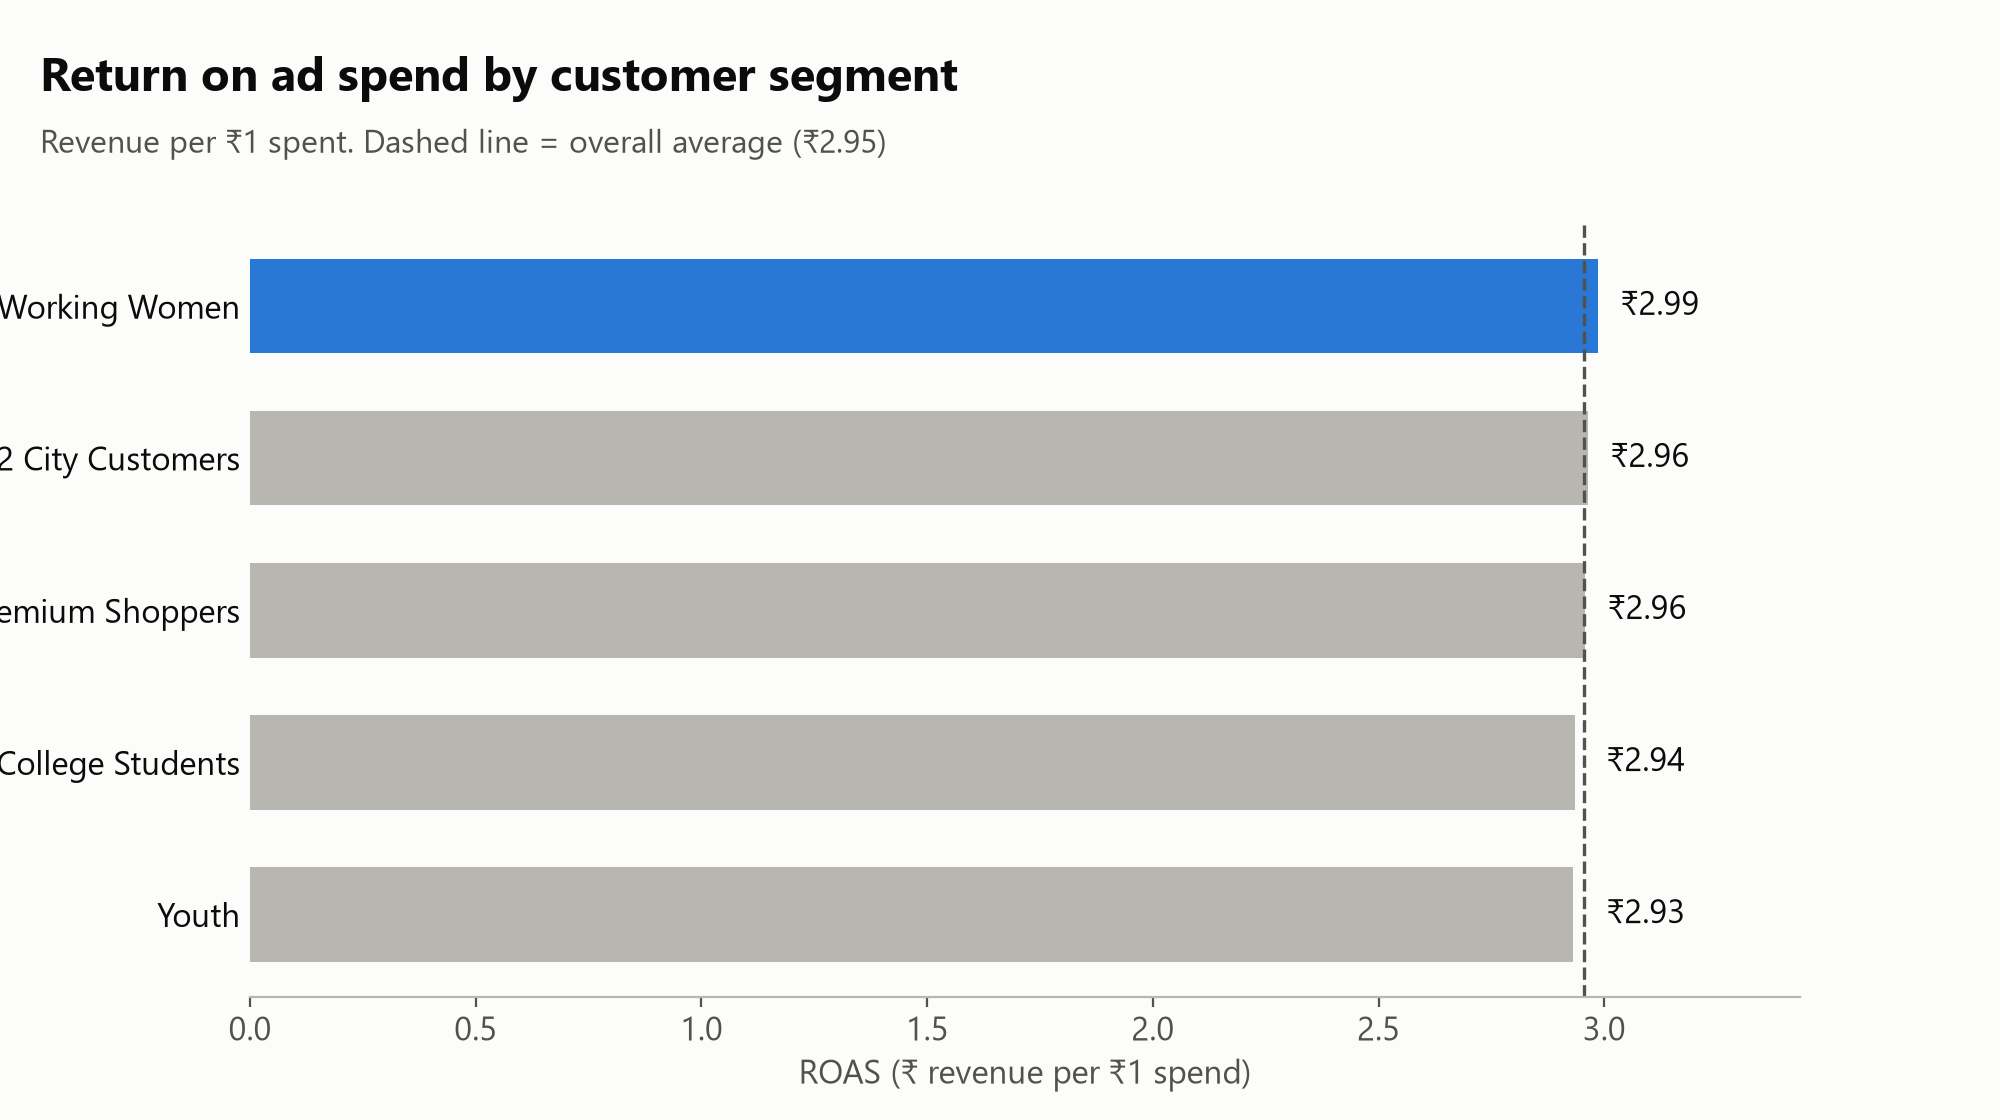 Return on ad spend by customer segment
Revenue per ₹1 spent. Dashed line = overall average (₹2.95)
Working Women ₹2.99
2 City Customers ₹2.96
emium Shoppers ₹2.96
College Students ₹2.94
Youth ₹2.93
0.0 0.5 1.0 1.5 2.0 2.5 3.0
ROAS (₹ revenue per ₹1 spend)